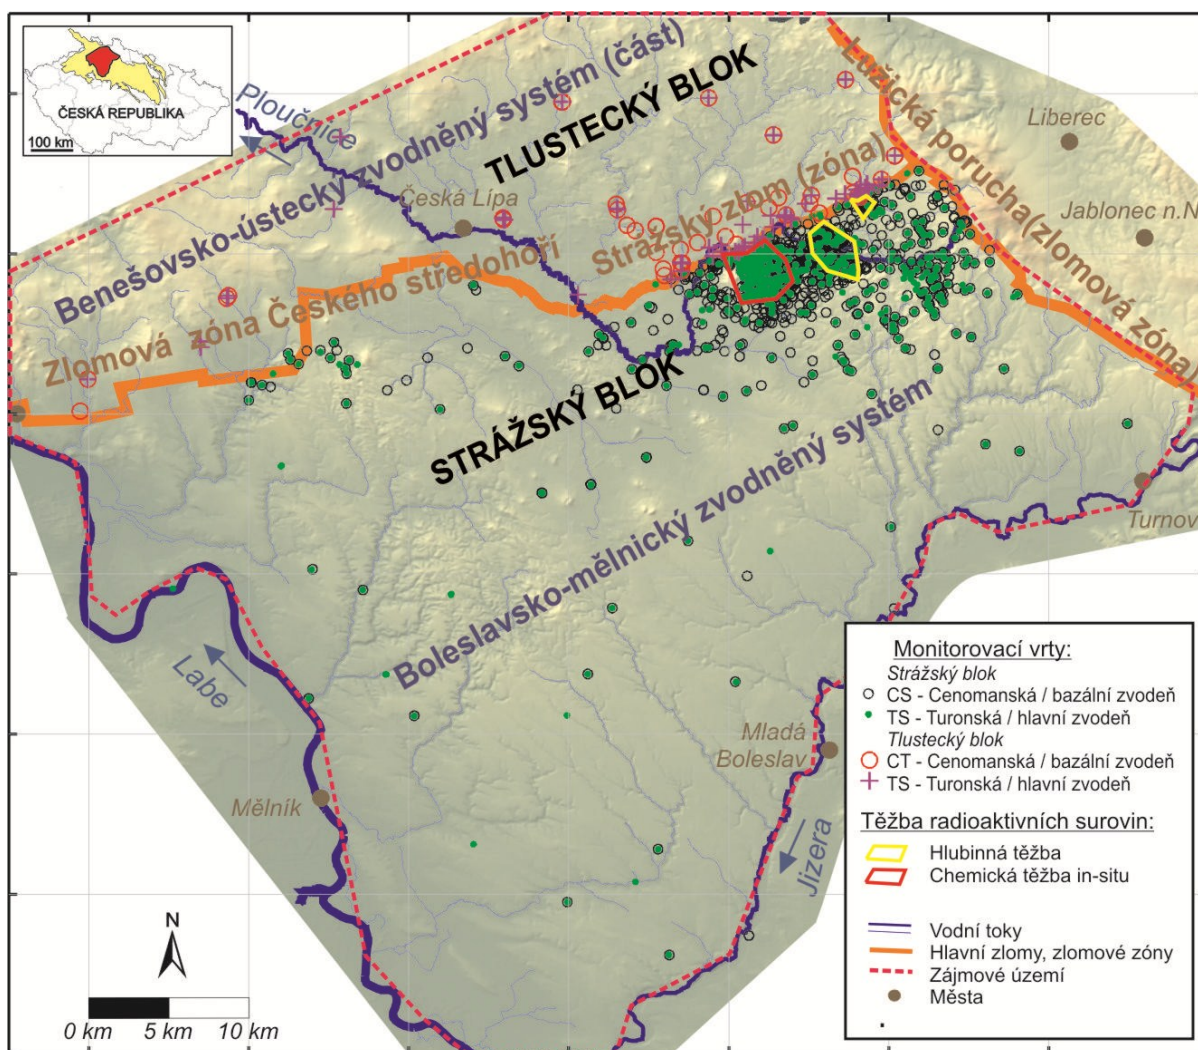 ČESKÁ REPUBLIKA
100 km
Ploučnice
Benešovsko-ústecký zvodněný systém (část)
TLUSTECKÝ BLOK
Lužická porucha(zlomová zóna)
Liberec
Česká Lípa
Strážský zlom (zóna)
Jablonec n.N
Zlomová zóna Českého středohoří
STRÁŽSKÝ BLOK
Boleslavsko-mělnický zvodněný systém
Turnov
Labe
Mladá
Boleslav
Mělník
Jizera
N
0 km 5 km 10 km
Monitorovací vrty:
Strážský blok
CS - Cenomanská / bazální zvodeň
TS - Turonská / hlavní zvodeň
Tlustecký blok
CT - Cenomanská / bazální zvodeň
TS - Turonská / hlavní zvodeň
Těžba radioaktivních surovin:
Hlubinná těžba
Chemická těžba in-situ
Vodní toky
Hlavní zlomy, zlomové zóny
Zájmové území
Města